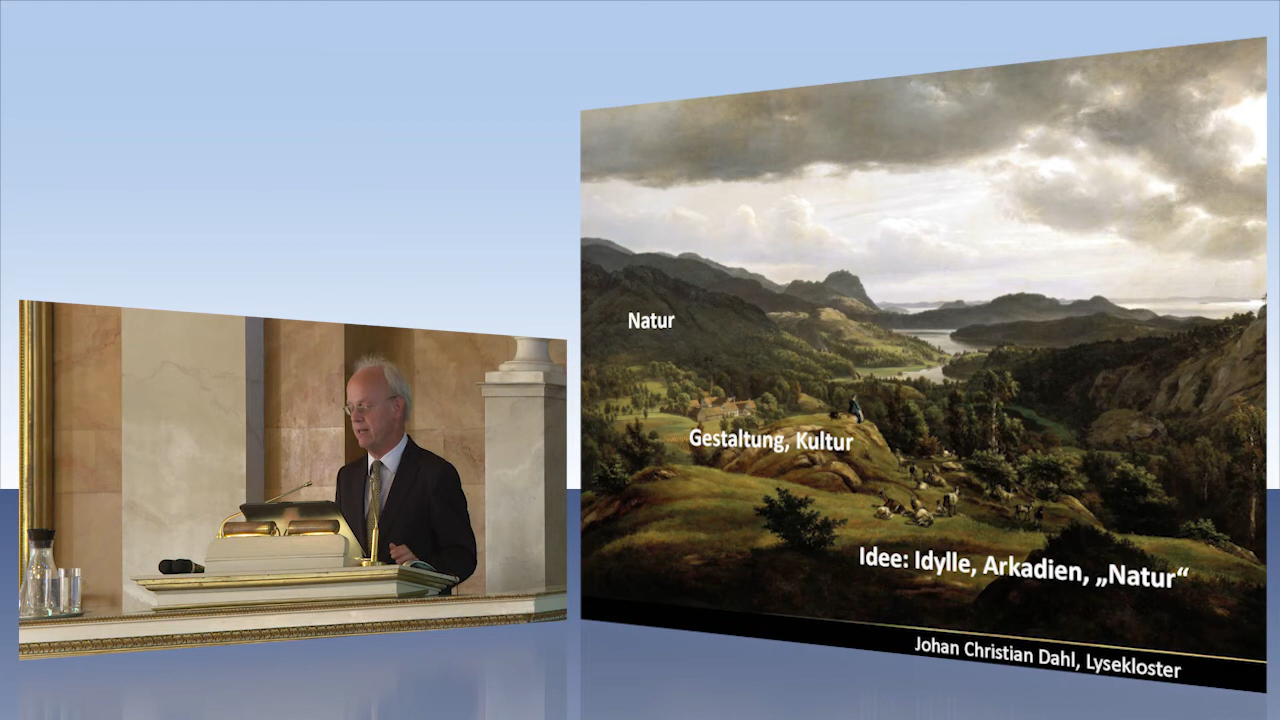 Natur
Gestaltung, Kultur
Idee: Idylle, Arkadien, „Natur“
Johan Christian Dahl, Lysekloster